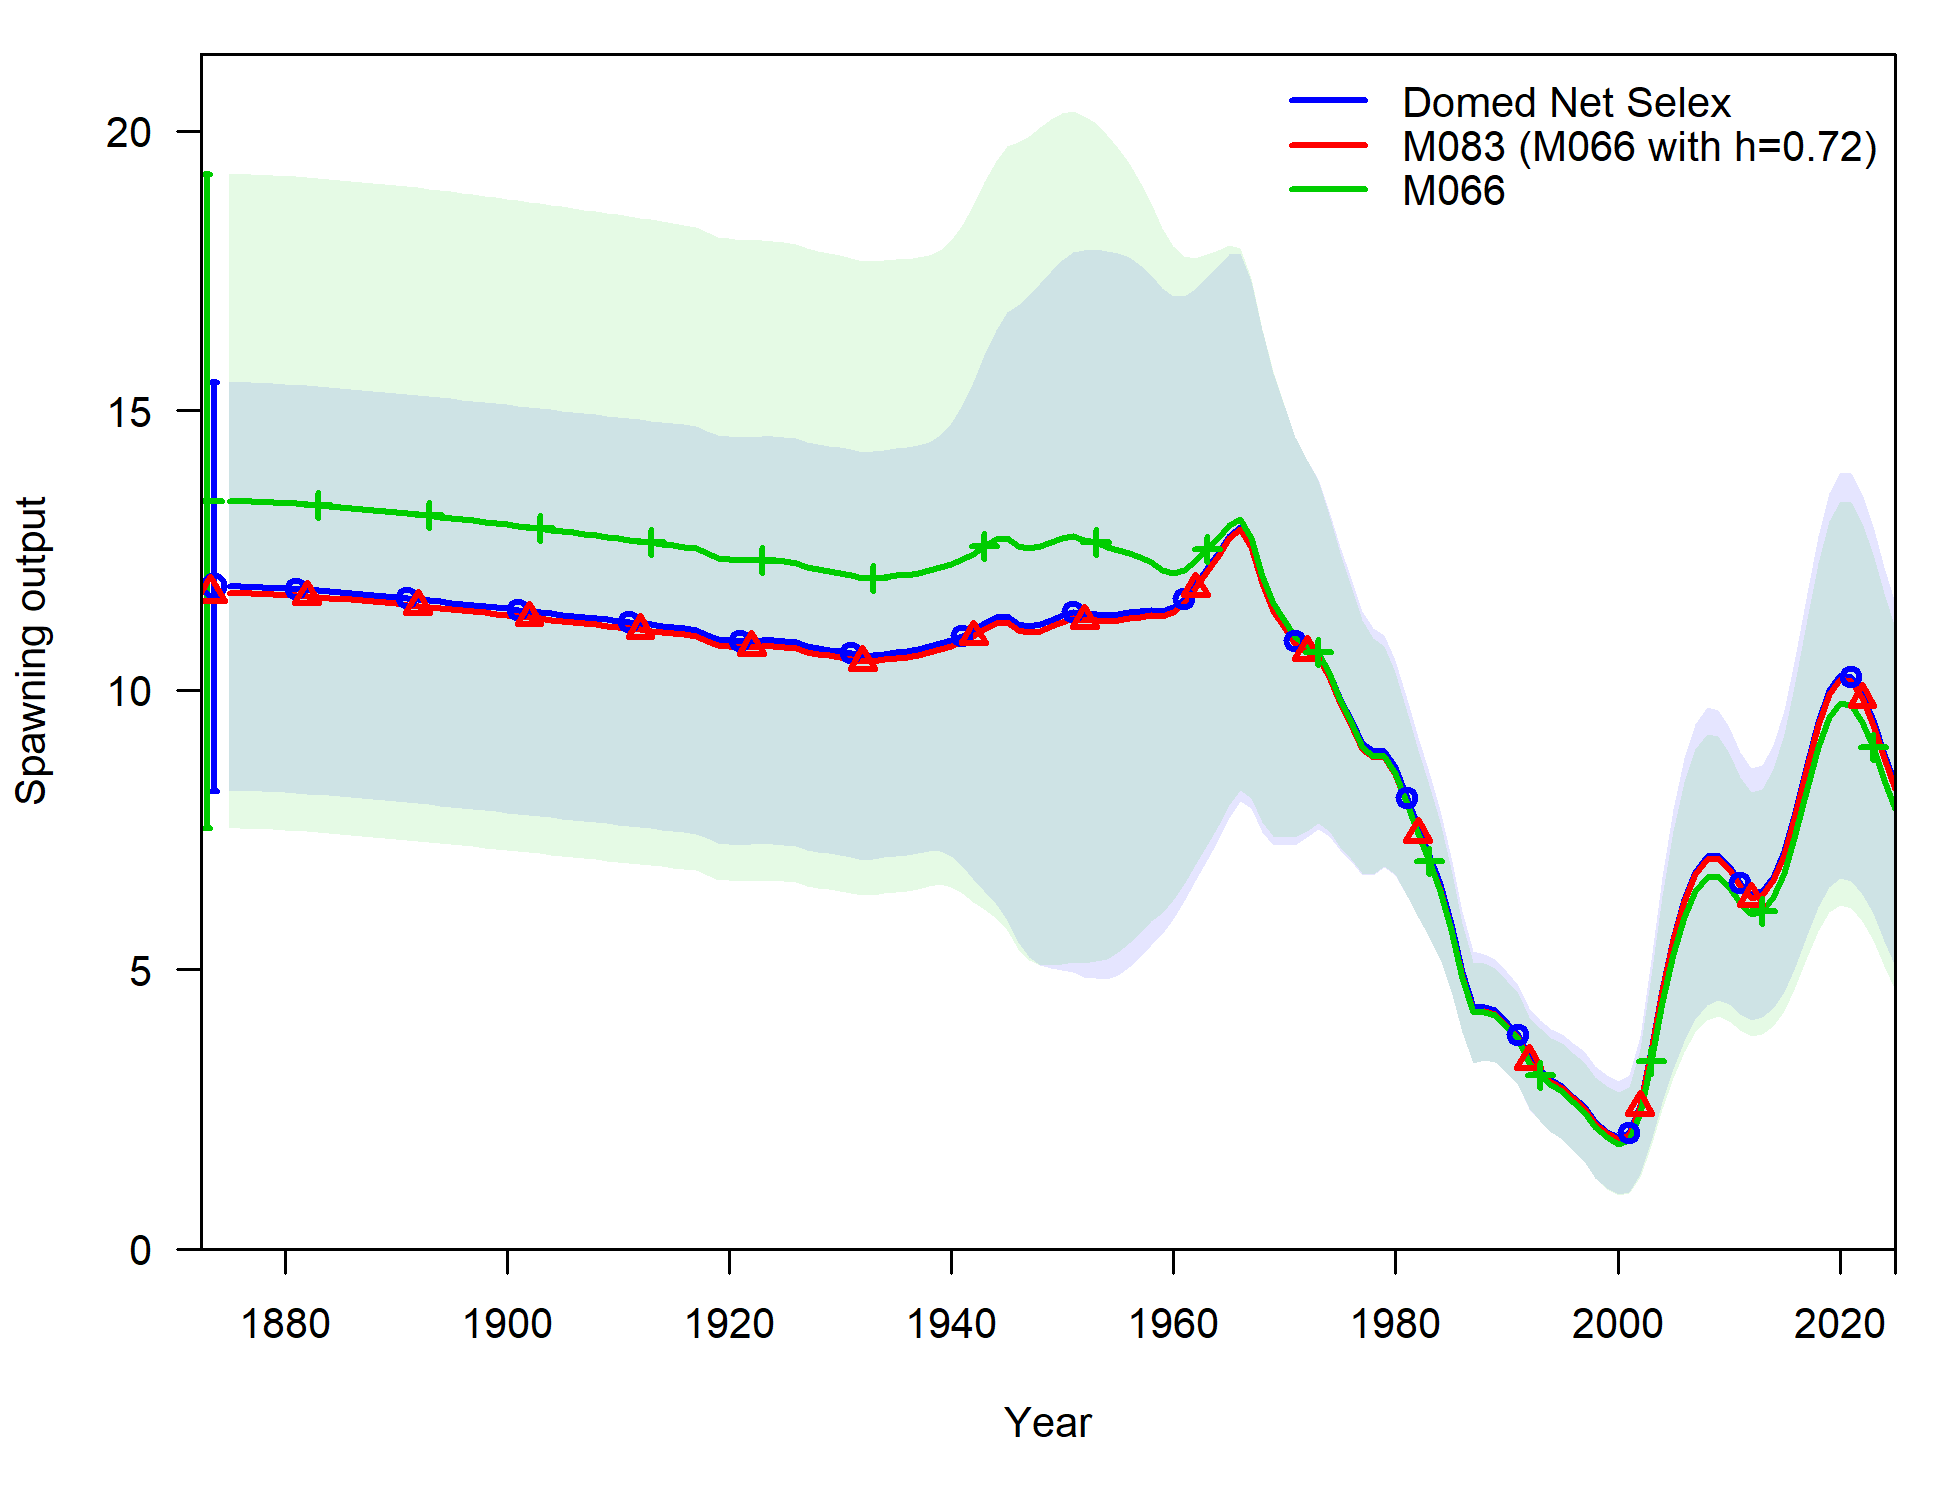 Domed Net Selex
M083 (M066 with h=0.72)
M066
20
15
10
5
0
Spawning output
1880 1900 1920 1940 1960 1980 2000 2020
Year